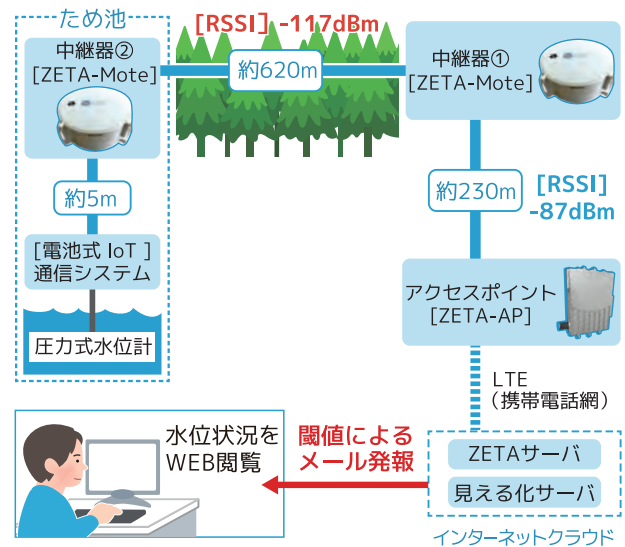 ため池
中継器②
[ZETA-Mote]
約5m
[電池式 IoT ]
通信システム
圧力式水位計
[RSSI] -117dBm
約620m
中継器①
[ZETA-Mote]
約230m
[RSSI]
-87dBm
アクセスポイント
[ZETA-AP]
LTE
(携帯電話網)
ZETAサーバ
見える化サーバ
インターネットクラウド
閾値による
メール発報
水位状況を
WEB閲覧